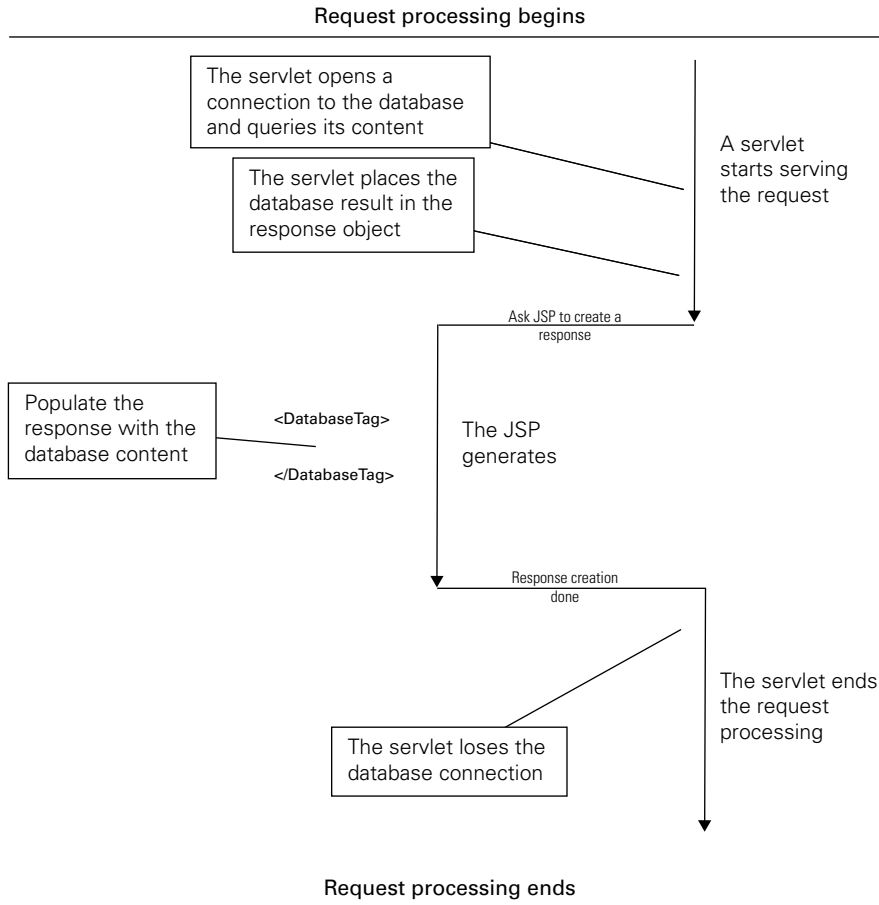 Request processing begins
The servlet opens a
connection to the database
and queries its content
A servlet
starts serving
the request
The servlet places the
database result in the
response object
Ask JSP to create a
response
Populate the
response with the
database content
<DatabaseTag>
</DatabaseTag>
The JSP
generates
Response creation
done
The servlet ends
the request
processing
The servlet loses the
database connection
Request processing ends